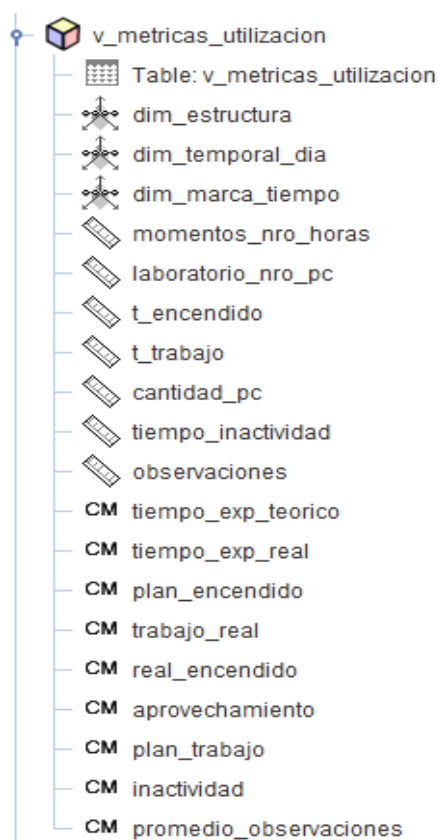 v_metricas_utilizacion
Table: v_metricas_utilizacion
dim_estructura
dim_temporal_dia
dim_marca_tiempo
momentos_nro_horas
laboratorio_nro_pc
t_encendido
t_trabajo
cantidad_pc
tiempo_inactividad
observaciones
CM tiempo_exp_teorico
CM tiempo_exp_real
CM plan_encendido
CM trabajo_real
CM real_encendido
CM aprovechamiento
CM plan_trabajo
CM inactividad
CM promedio_observaciones